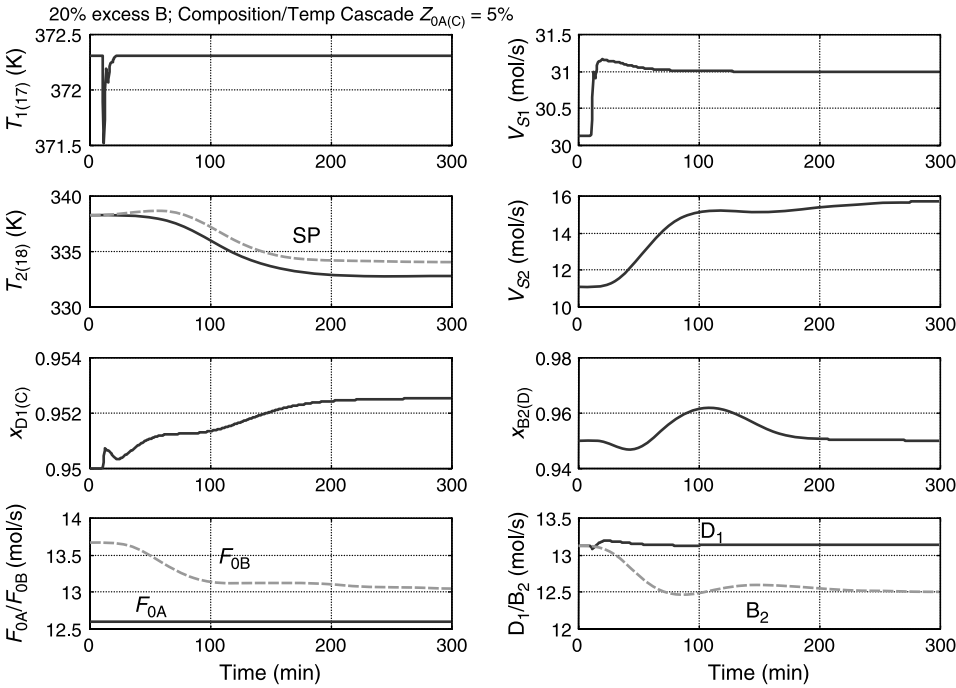 20% excess B; Composition/Temp Cascade Z0A(C) = 5%
372.5
372
371.5
T1(17) (K)
0 100 200 300
31.5
31
30.50
30
VS1 (mol/s)
0 100 200 300
340
335
330
T2(18) (K)
SP
0 100 200 300
16
14
12
10
VS2 (mol/s)
0 100 200 300
0.954
0.952
0.95
xD1(C)
0 100 200 300
0.98
0.96
0.94
xB2(D)
0 100 200 300
14
13.5
13
12.5
F0A/F0B (mol/s)
F0B
F0A
0 100 200 300
Time (min)
13.5
13
12.5
12
D1/B2 (mol/s)
D1
B2
0 100 200 300
Time (min)